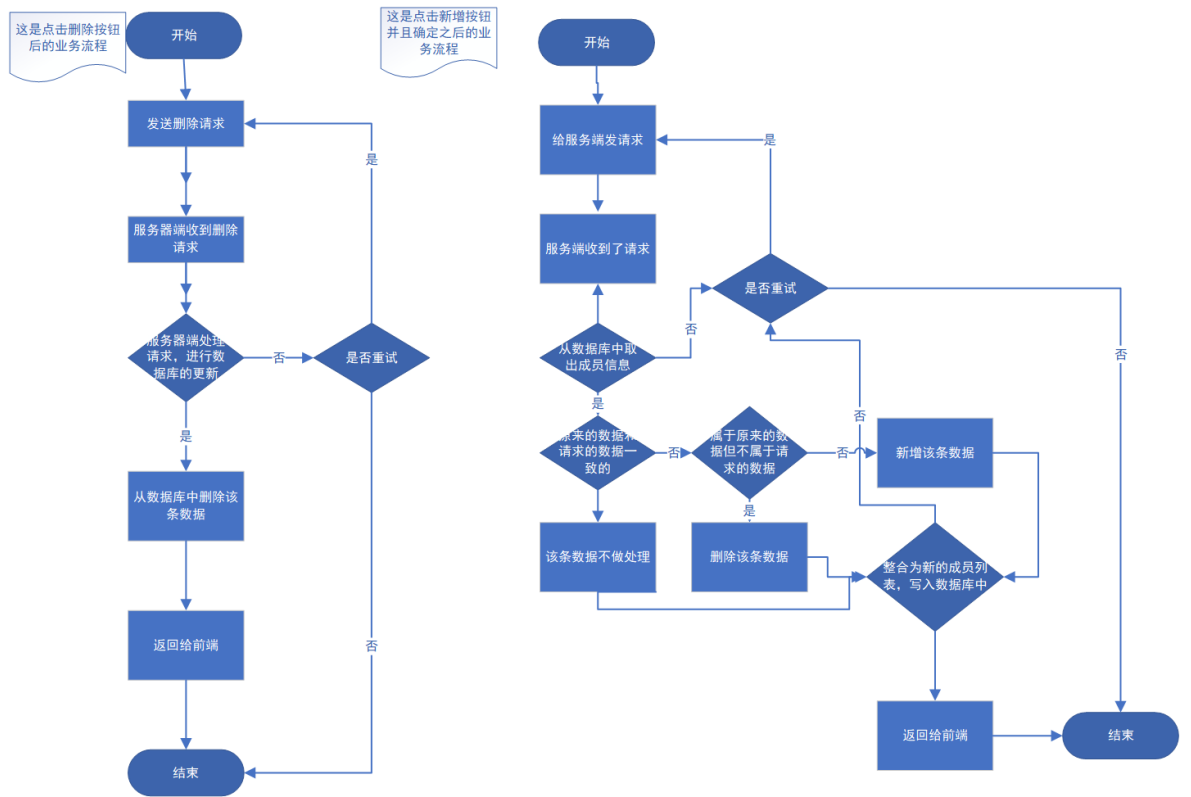 这是点击删除按钮
后的业务流程
开始
发送删除请求
是
服务器端收到删除
请求
服务器端处理
请求，进行数
据库的更新
否
是否重试
是
从数据库中删除该
条数据
返回给前端
否
结束
这是点击新增按钮
并且确定之后的业
务流程
开始
给服务端发请求
是
服务端收到了请求
是否重试
否
从数据库中取
出成员信息
否
是
原来的数据和
请求的数据一
致的
否
属于原来的数
据但不属于请
求的数据
否
否
新增该条数据
是
该条数据不做处理
删除该条数据
整合为新的成员列
表，写入数据库中
返回给前端
结束